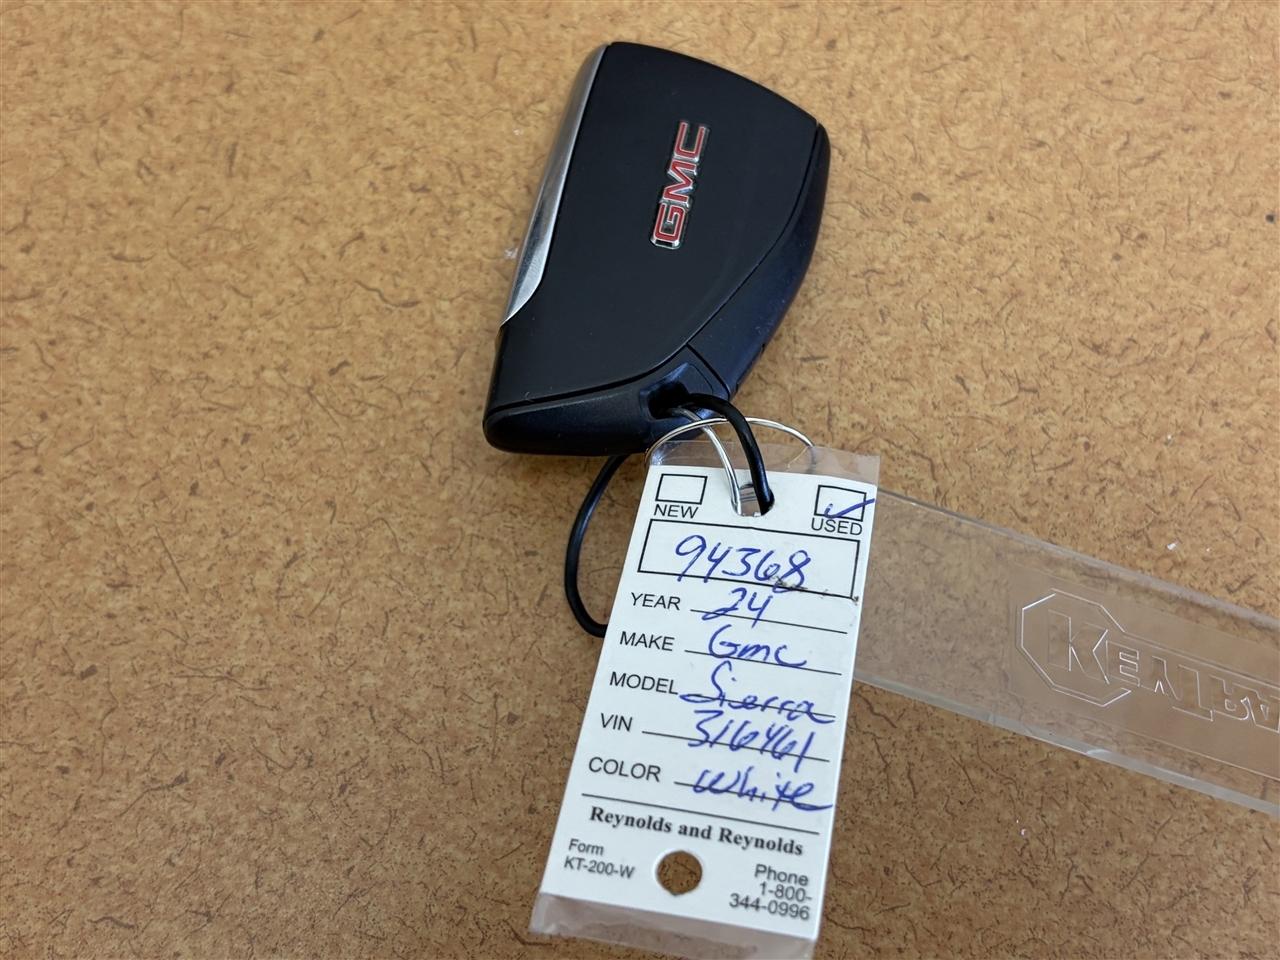 GMC
NEW
USED
94368
YEAR 24
MAKE Gmc
MODEL Sierra
VIN 316461
COLOR White
Reynolds and Reynolds
Form
KT-200-W
Phone
1-800-
344-0996